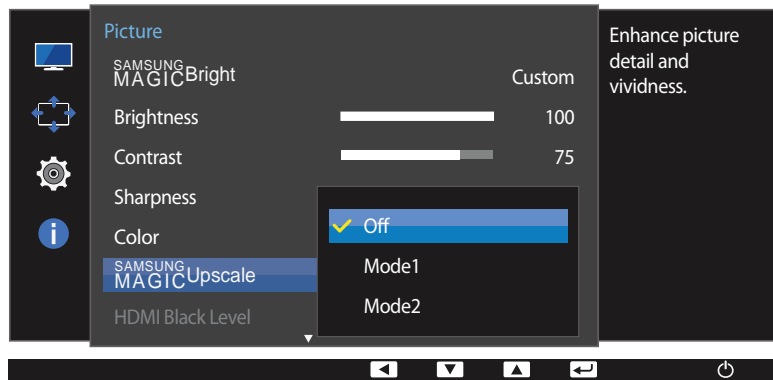 Picture
SAMSUNG
MAGICBright Custom
Brightness 100
Contrast 75
Sharpness
Color
SAMSUNG
MAGICUpscale
HDMI Black Level
Off
Mode1
Mode2
Enhance picture
detail and
vividness.